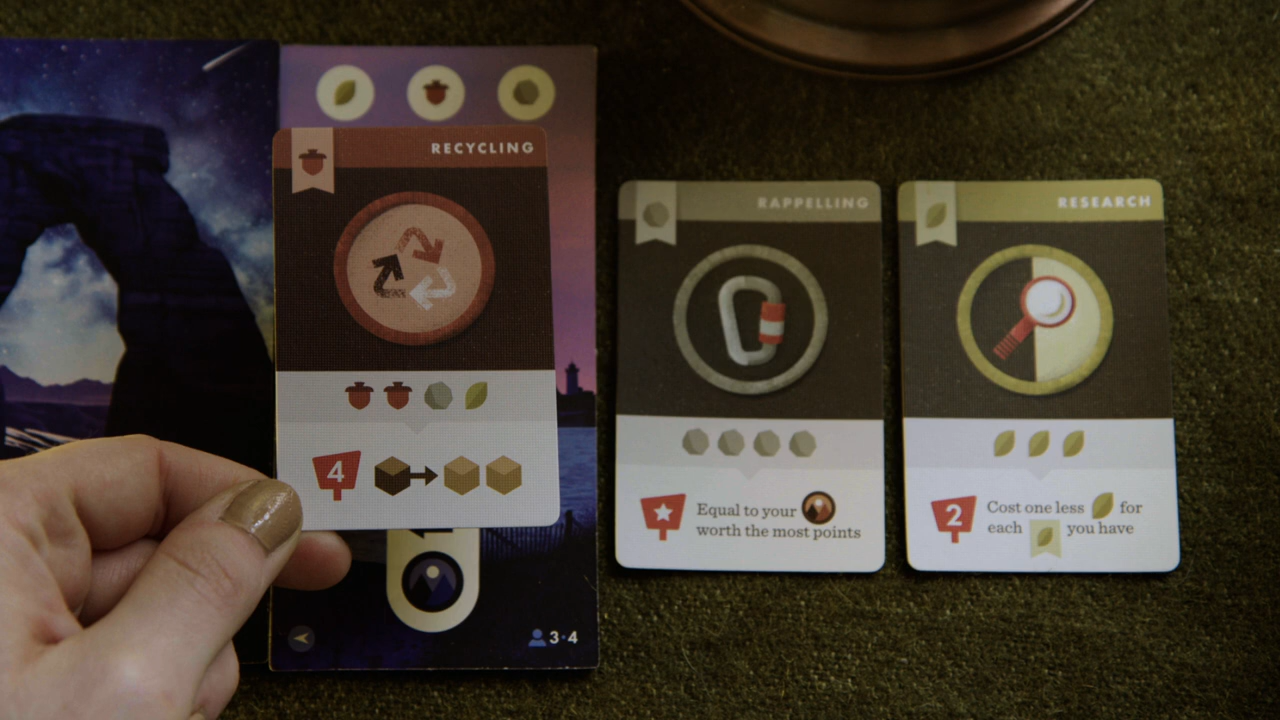 RECYCLING
4
1
3·4
RAPPELLING
Equal to your
worth the most points
RESEARCH
2
Cost one less for
each you have